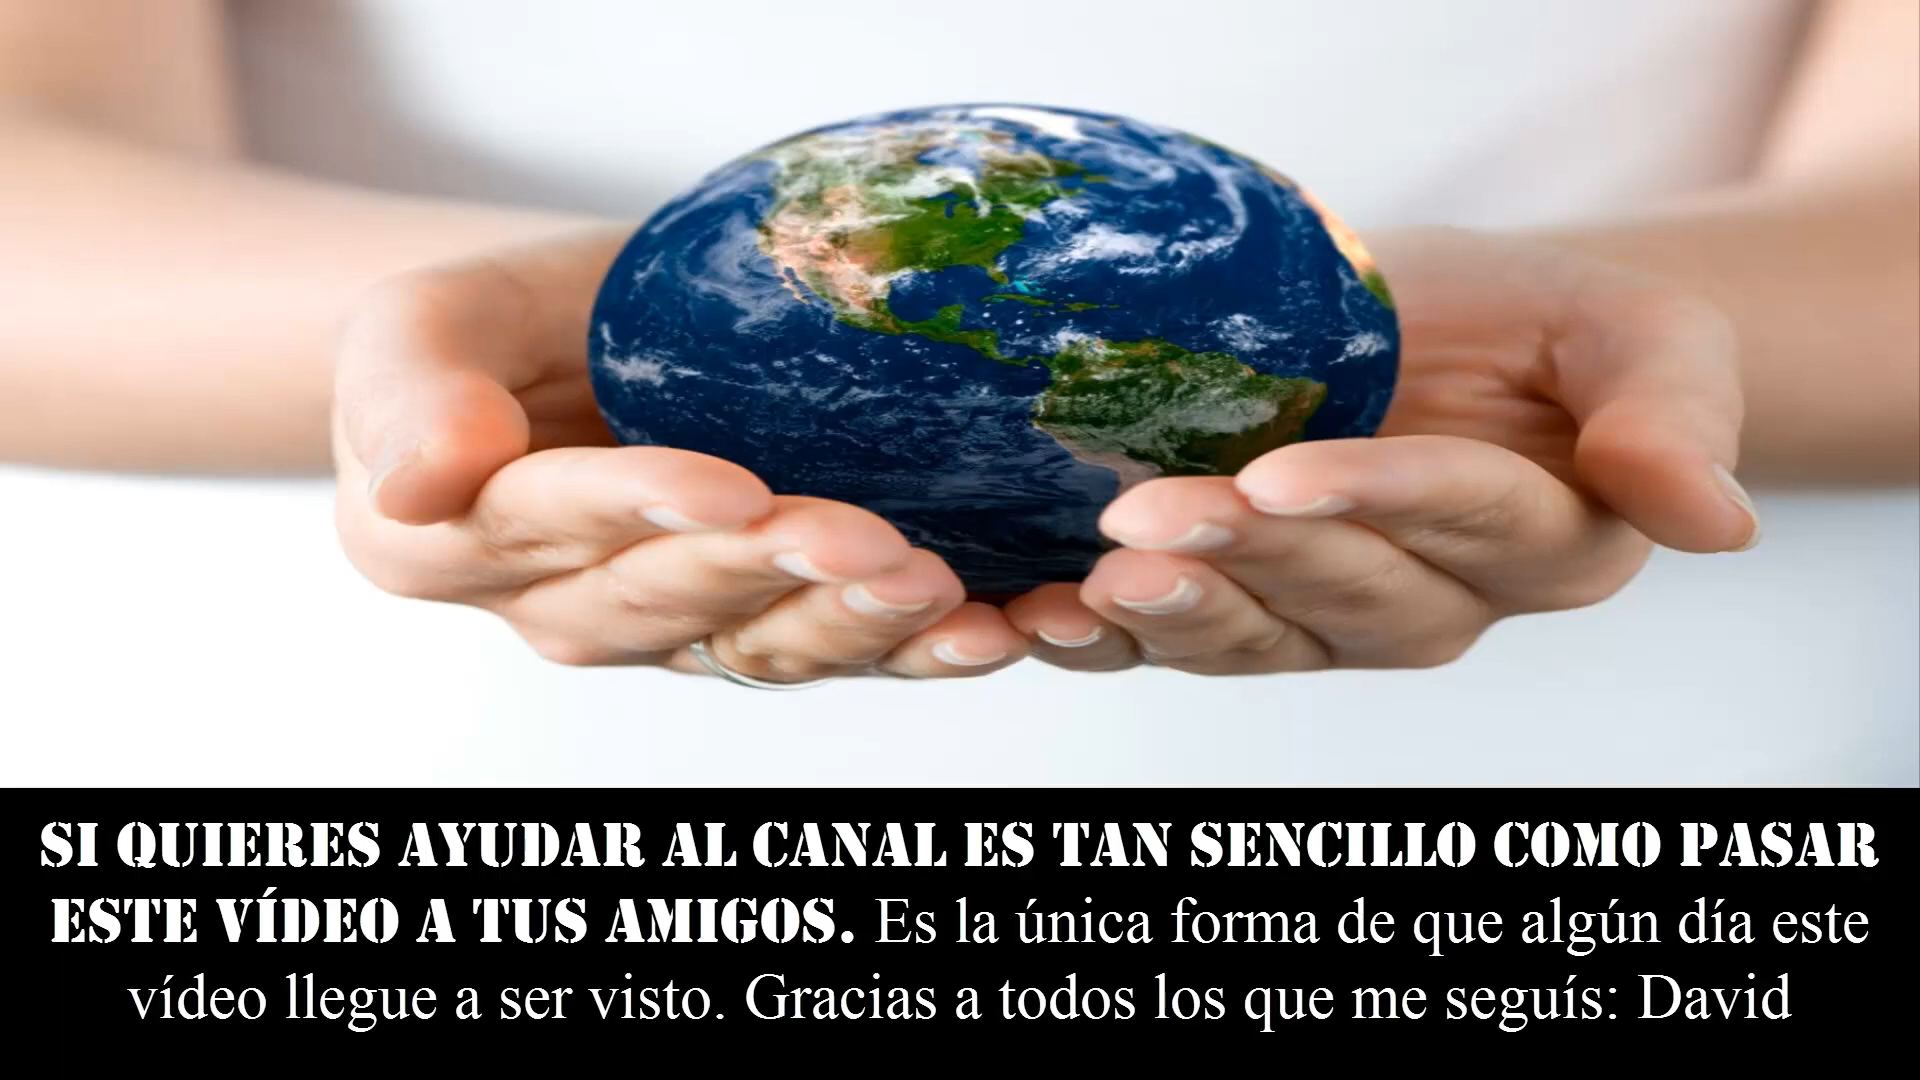 SI QUIERES AYUDAR AL CANAL ES TAN SENCILLO COMO PASAR
ESTE VÍDEO A TUS AMIGOS. Es la única forma de que algún día este
vídeo llegue a ser visto. Gracias a todos los que me seguís: David